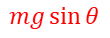 mg sin θ